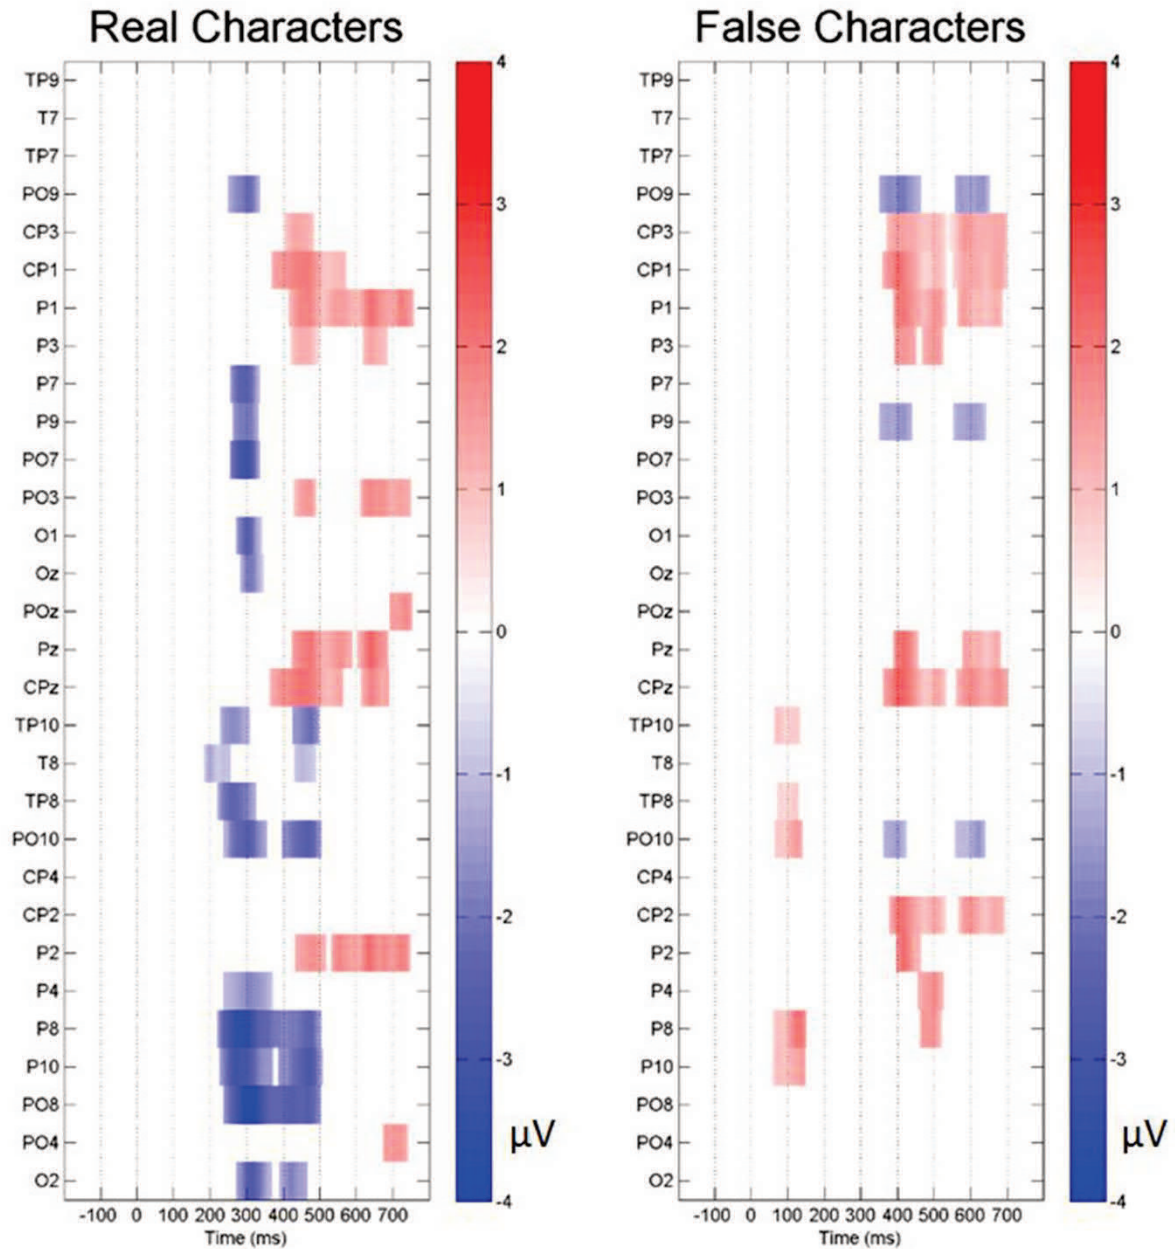 Real Characters
TP9
T7
TP7
PO9
CP3
CP1
P1
P3
P7
P9
PO7
PO3
O1
Oz
POz
Pz
CPz
TP10
T8
TP8
PO10
CP4
CP2
P2
P4
P8
P10
PO8
PO4
O2
-100 0 100 200 300 400 500 600 700
Time (ms)
4
3
2
1
0
-1
-2
-3
-4
µV
False Characters
TP9
T7
TP7
PO9
CP3
CP1
P1
P3
P7
P9
PO7
PO3
O1
Oz
POz
Pz
CPz
TP10
T8
TP8
PO10
CP4
CP2
P2
P4
P8
P10
PO8
PO4
O2
-100 0 100 200 300 400 500 600 700
Time (ms)
4
3
2
1
0
-1
-2
-3
-4
µV